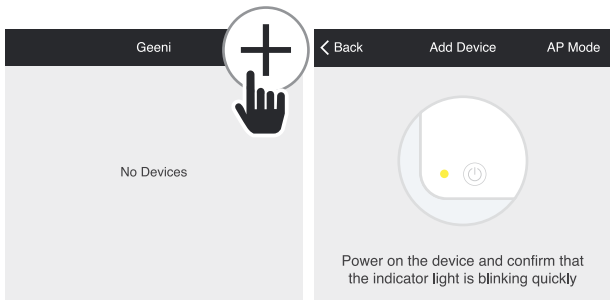 Geeni
No Devices
Back
Add Device
AP Mode
Power on the device and confirm that
the indicator light is blinking quickly